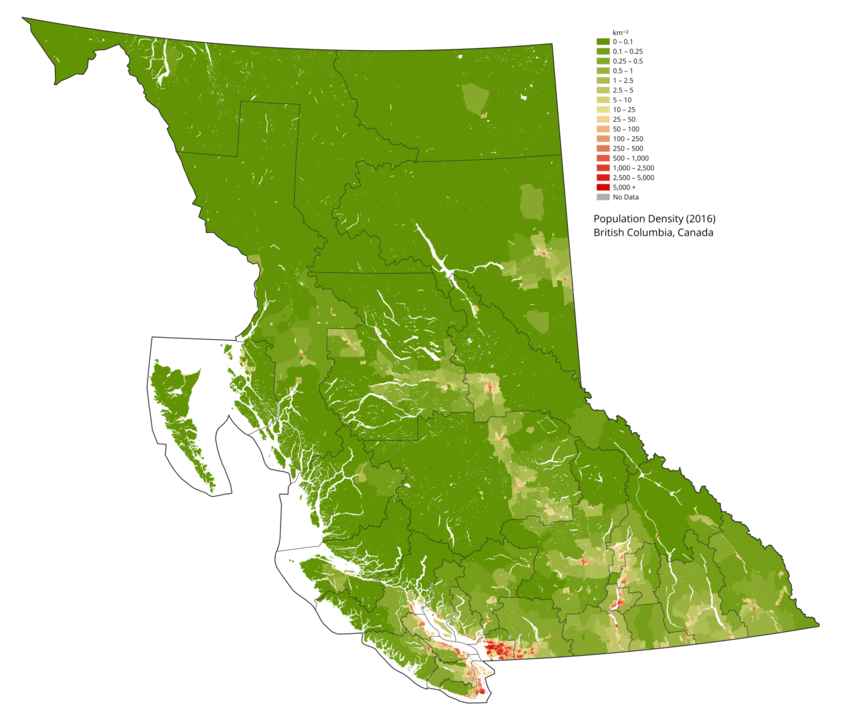 km⁻²
0 – 0.1
0.1 – 0.25
0.25 – 0.5
0.5 – 1
1 – 2.5
2.5 – 5
5 – 10
10 – 25
25 – 50
50 – 100
100 – 250
250 – 500
500 – 1,000
1,000 – 2,500
2,500 – 5,000
5,000 +
No Data
Population Density (2016)
British Columbia, Canada